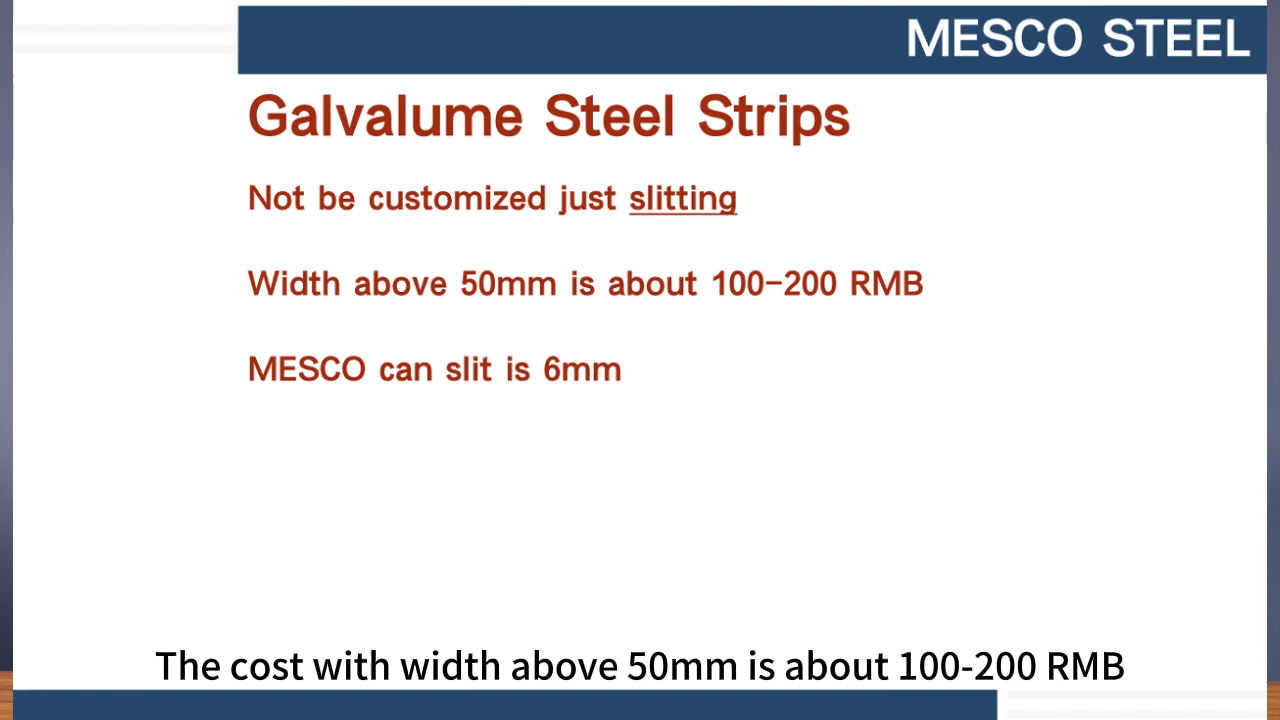 MESCO STEEL
Galvalume Steel Strips
Not be customized just slitting
Width above 50mm is about 100-200 RMB
MESCO can slit is 6mm
The cost with width above 50mm is about 100-200 RMB